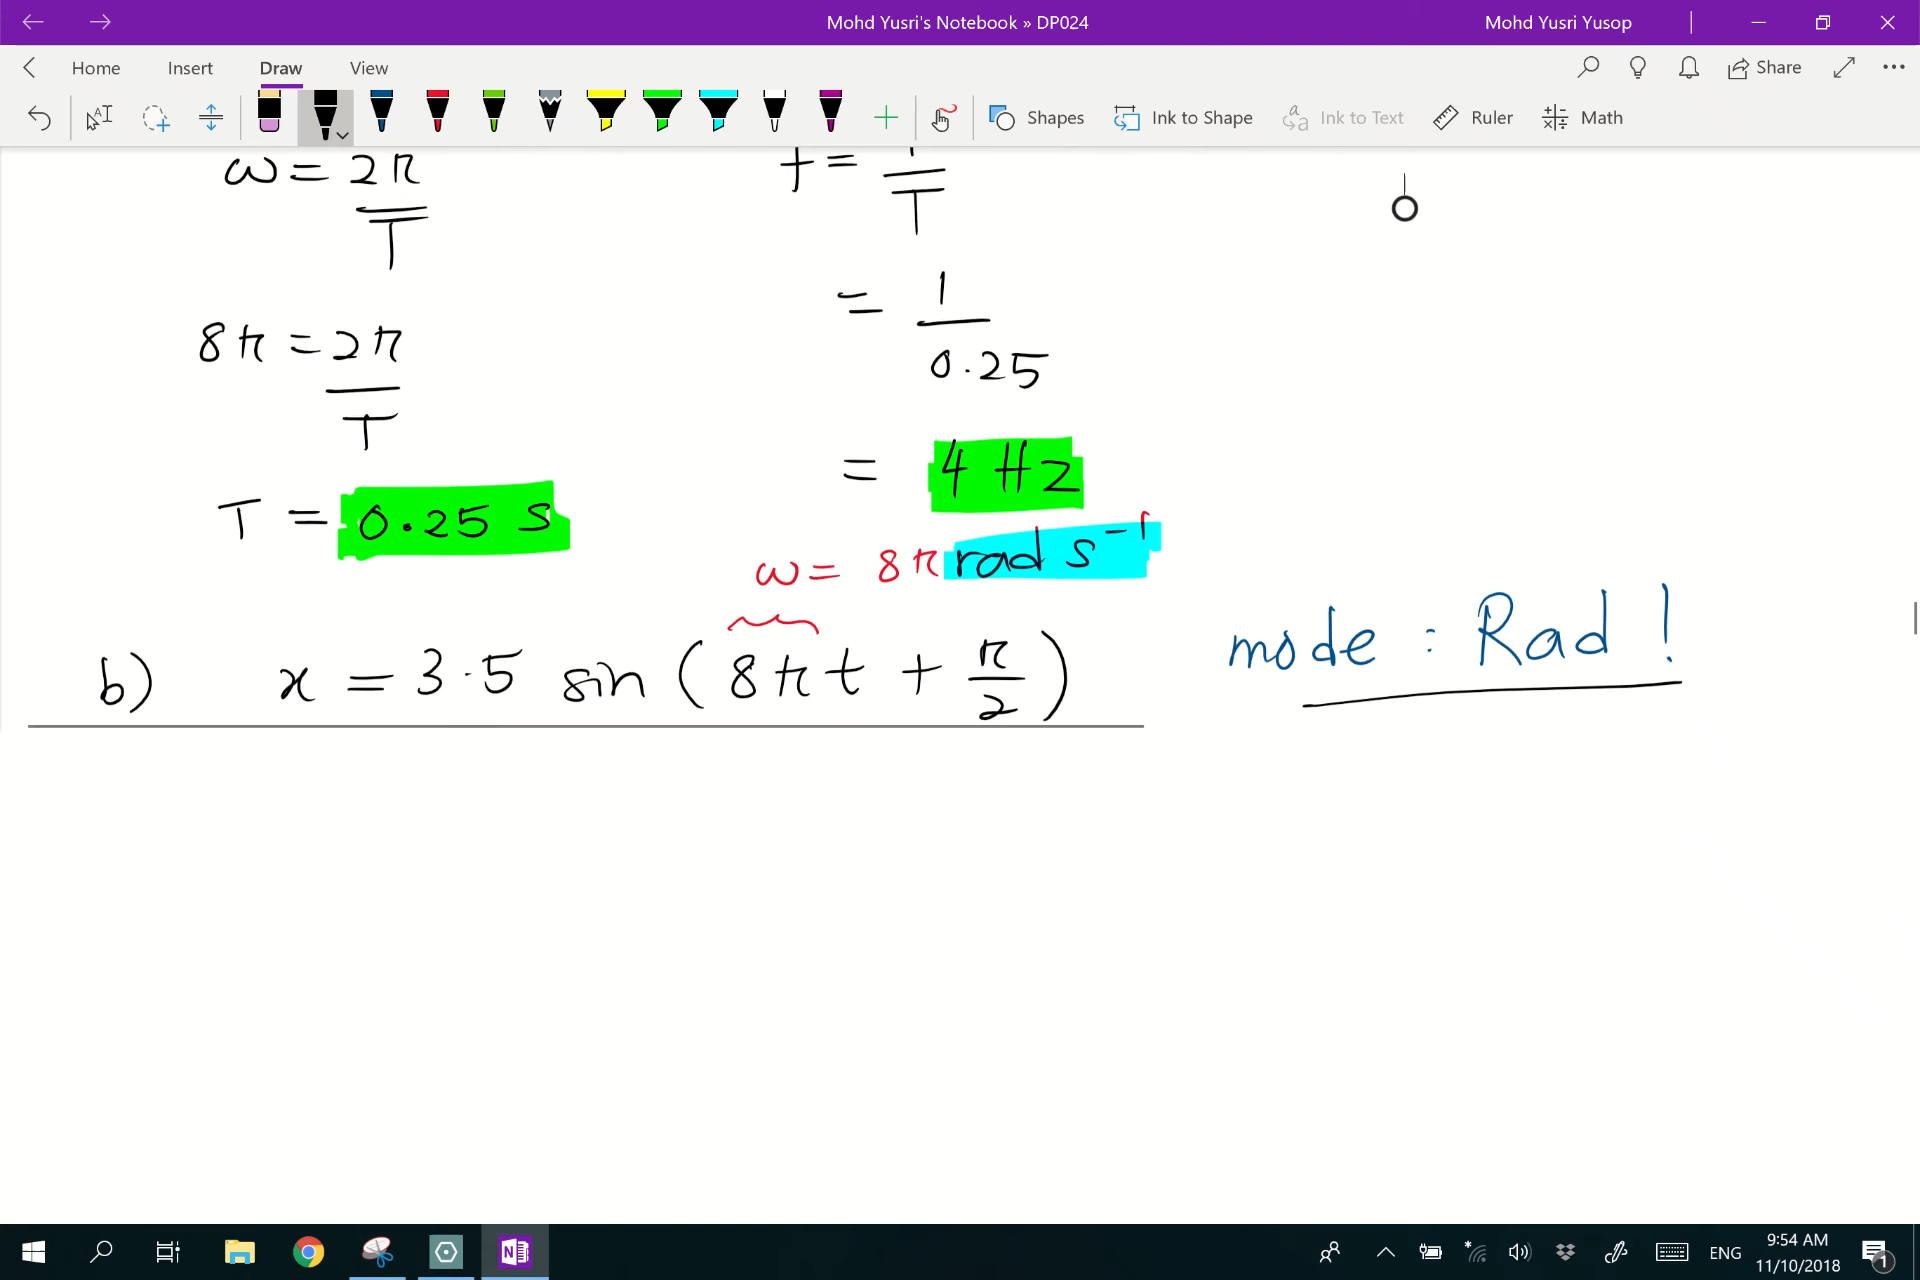 Mohd Yusri's Notebook » DP024
Mohd Yusri Yusop
Home Insert Draw View
Share
Shapes Ink to Shape Ink to Text Ruler Math
ω = 2π
T
8π = 2π
T
T = 0.25 s
f = 1
T
= 1
0.25
= 4 Hz
ω = 8π rad s⁻¹
b) x = 3.5 sin (8πt + π/2)
mode : Rad !
ENG
9:54 AM
11/10/2018
1